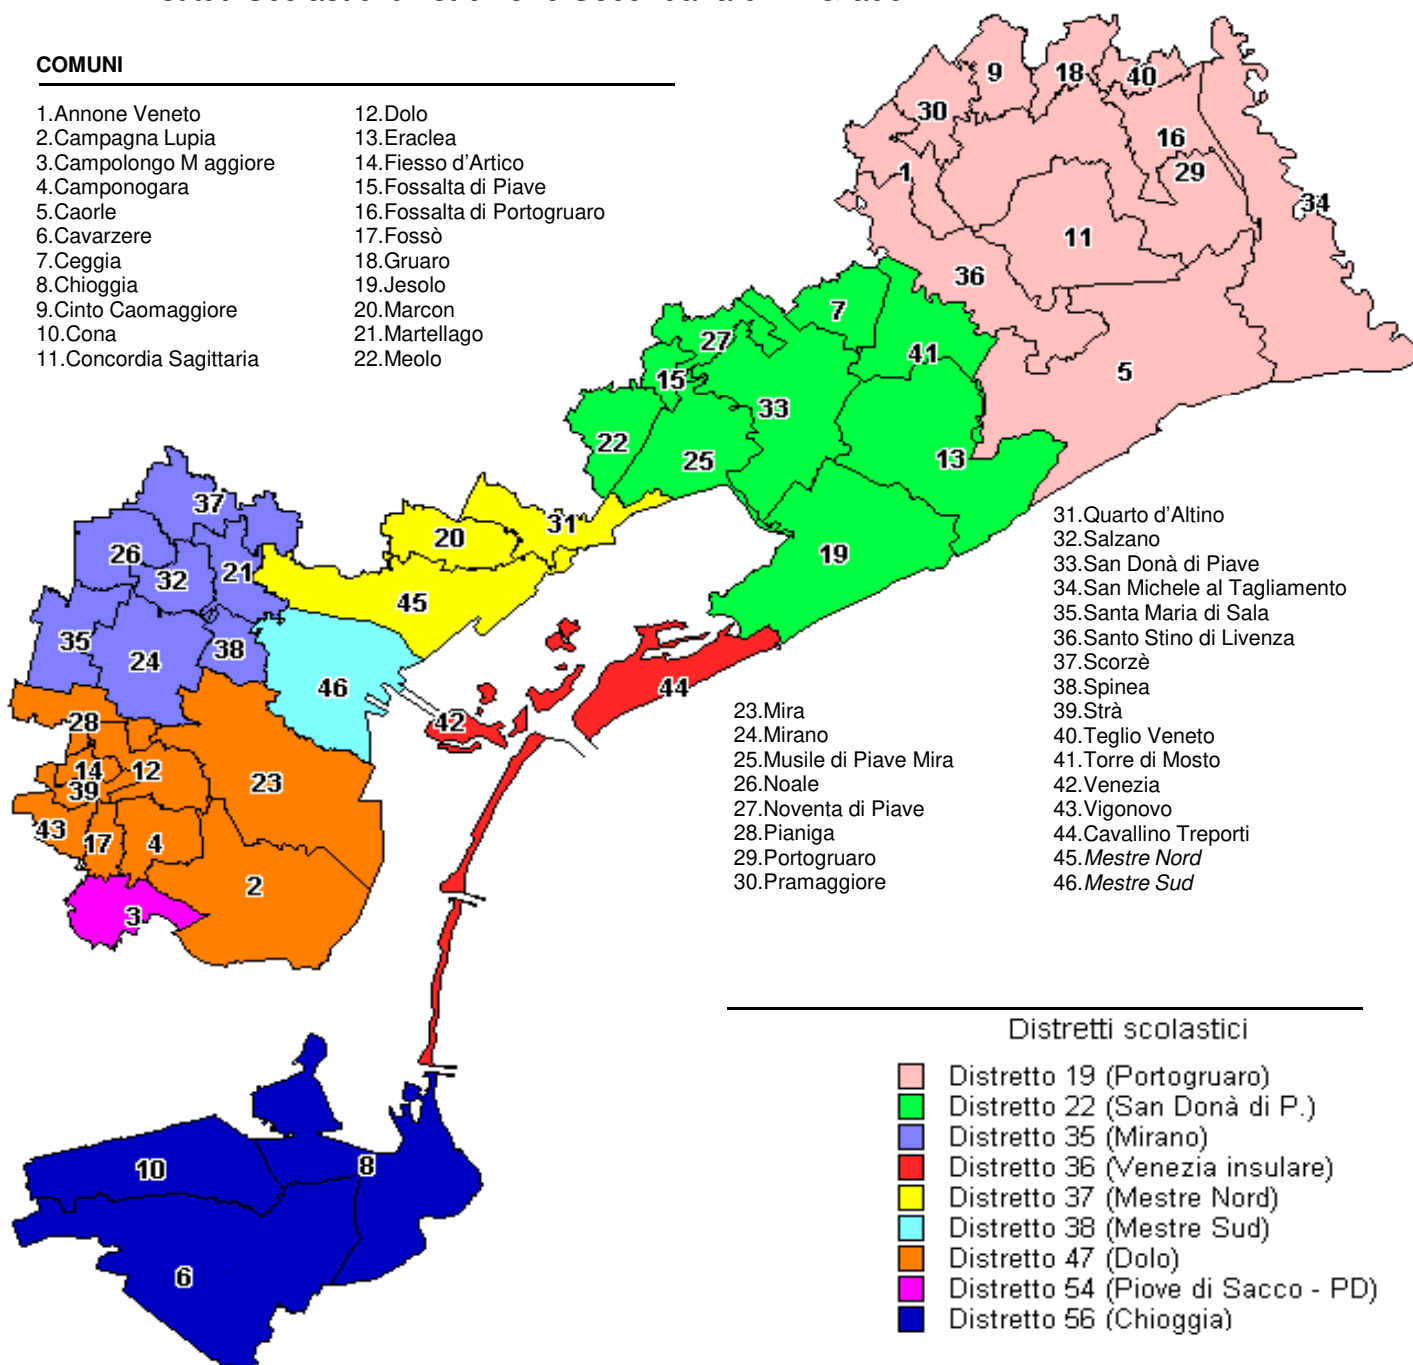 COMUNI
1.Annone Veneto
2.Campagna Lupia
3.Campolongo M aggiore
4.Camponogara
5.Caorle
6.Cavarzere
7.Ceggia
8.Chioggia
9.Cinto Caomaggiore
10.Cona
11.Concordia Sagittaria
12.Dolo
13.Eraclea
14.Fiesso d'Artico
15.Fossalta di Piave
16.Fossalta di Portogruaro
17.Fossò
18.Gruaro
19.Jesolo
20.Marcon
21.Martellago
22.Meolo
9
18
40
30
16
29
1
34
11
36
7
27
41
15
5
33
22
25
13
37
31
20
26
19
32
21
45
35
38
24
46
44
28
42
14
12
23
39
43
17
4
2
3
10
8
6
23.Mira
24.Mirano
25.Musile di Piave Mira
26.Noale
27.Noventa di Piave
28.Pianiga
29.Portogruaro
30.Pramaggiore
31.Quarto d'Altino
32.Salzano
33.San Donà di Piave
34.San Michele al Tagliamento
35.Santa Maria di Sala
36.Santo Stino di Livenza
37.Scorzè
38.Spinea
39.Strà
40.Teglio Veneto
41.Torre di Mosto
42.Venezia
43.Vigonovo
44.Cavallino Treporti
45.Mestre Nord
46.Mestre Sud
Distretti scolastici
Distretto 19 (Portogruaro)
Distretto 22 (San Donà di P.)
Distretto 35 (Mirano)
Distretto 36 (Venezia insulare)
Distretto 37 (Mestre Nord)
Distretto 38 (Mestre Sud)
Distretto 47 (Dolo)
Distretto 54 (Piove di Sacco - PD)
Distretto 56 (Chioggia)